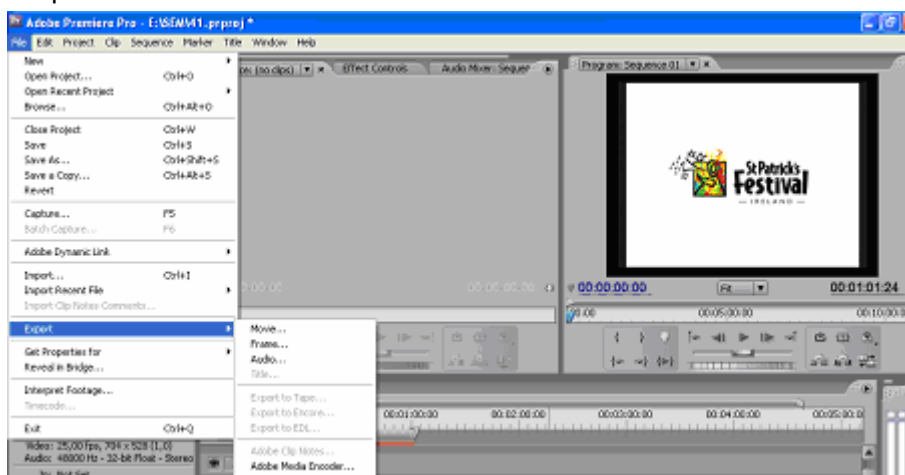 Adobe Premiere Pro - E:\SEM\41.prproj *
File Edit Project Clip Sequence Marker Title Window Help
New
Open Project... Ctrl+O
Open Recent Project
Browse... Ctrl+Alt+O
Close Project Ctrl+W
Save Ctrl+S
Save As... Ctrl+Shift+S
Save a Copy... Ctrl+Alt+S
Revert
Capture... F5
Batch Capture... F6
Adobe Dynamic Link
Import... Ctrl+I
Import Recent File
Import Clip Notes Comments...
Export
Get Properties for
Reveal in Bridge...
Interpret Footage...
Timecode...
Exit Ctrl+Q
Movie...
Frame...
Audio...
Title...
Export to Tape...
Export to Encore...
Export to EDL...
Adobe Clip Notes...
Adobe Media Encoder...
(no clips)
Effect Controls
Audio Mixer: Sequer
Program: Sequence 01
St Patrick's
Festival
IRELAND
00:00:00:00
Fit
00:01:01:24
00:00
00:05:00:00
00:10:00:0
00:01:00:00 00:02:00:00 00:03:00:00 00:04:00:00 00:05:00:0
Video: 25,00 fps, 704 x 528 (1,0)
Audio: 48000 Hz - 32-bit Float - Stereo